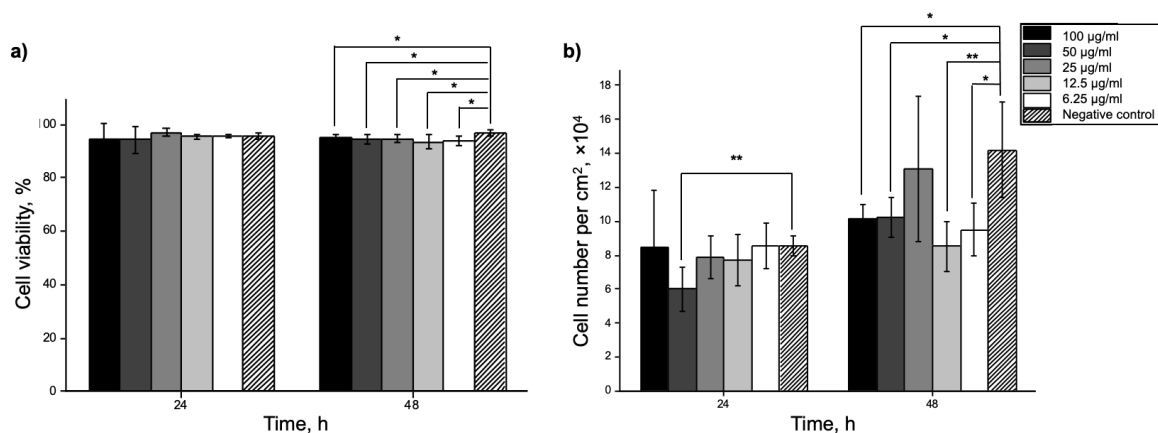 a)
*
*
*
*
*
Cell viability, %
100
80
60
40
20
0
24
48
Time, h
b)
*
*
**
*
**
Cell number per cm², ×10⁴
18
16
14
12
10
8
6
4
2
0
24
48
Time, h
100 µg/ml
50 µg/ml
25 µg/ml
12.5 µg/ml
6.25 µg/ml
Negative control